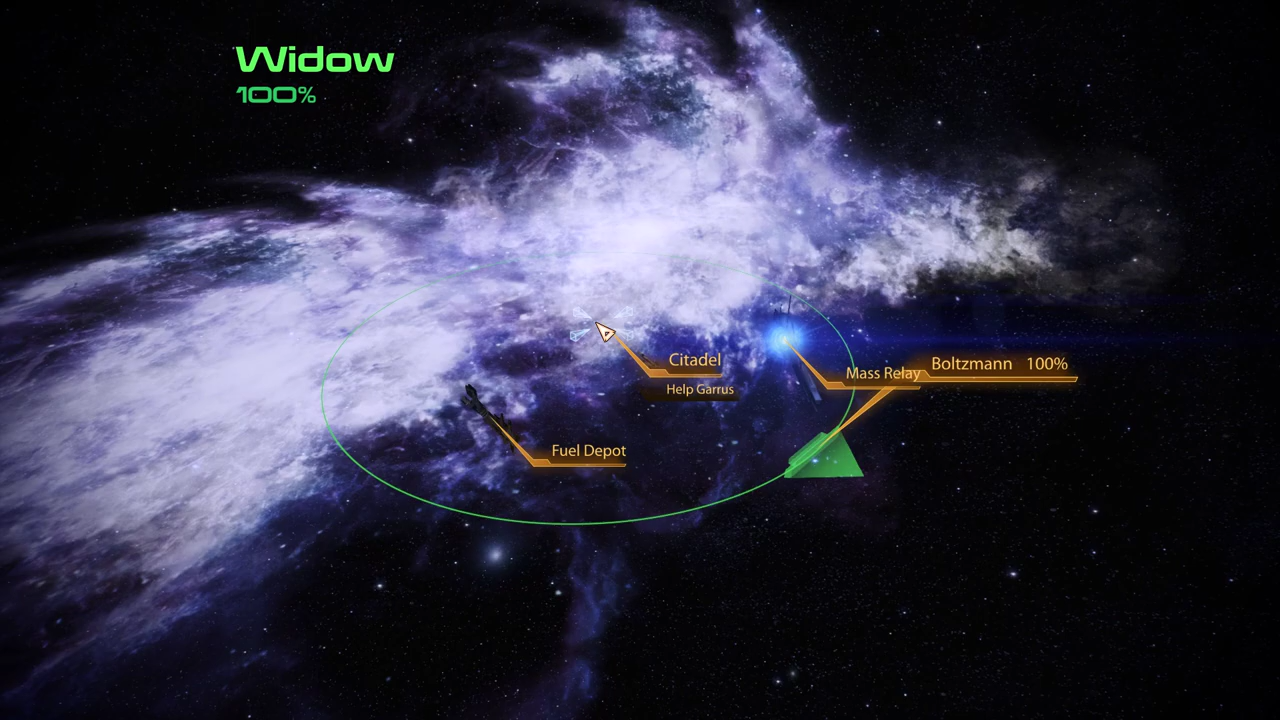 Widow
100%
Citadel
Help Garrus
Mass Relay
Boltzmann 100%
Fuel Depot